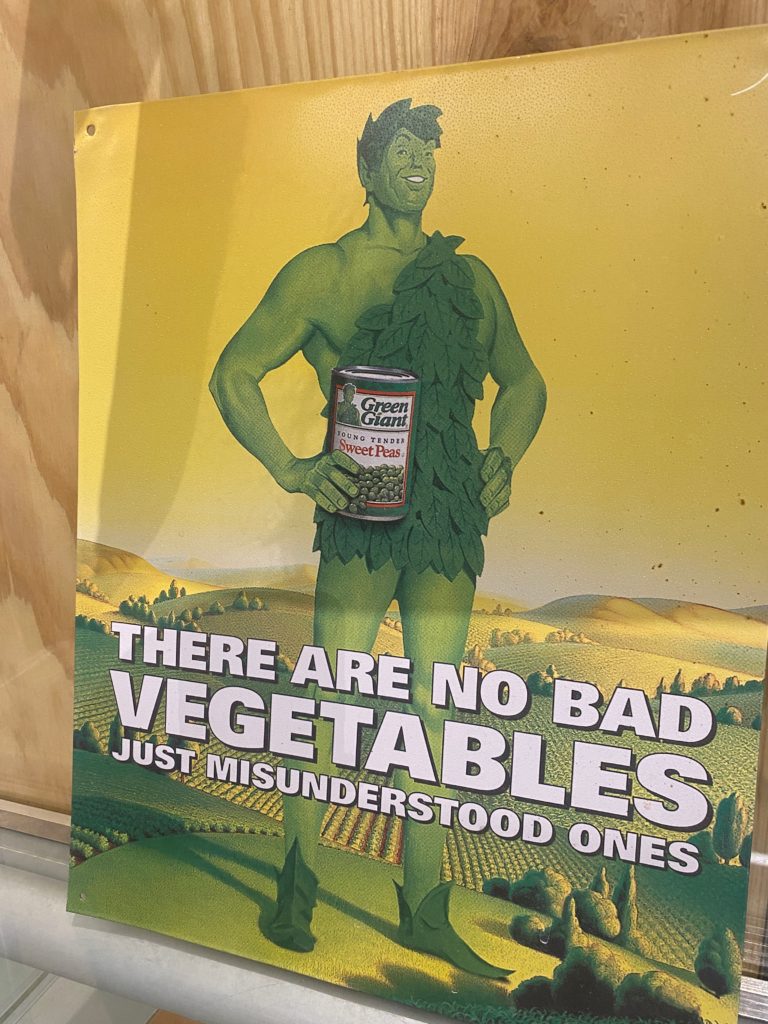 Green
Giant
YOUNG TENDER
Sweet Peas
THERE ARE NO BAD
VEGETABLES
JUST MISUNDERSTOOD ONES